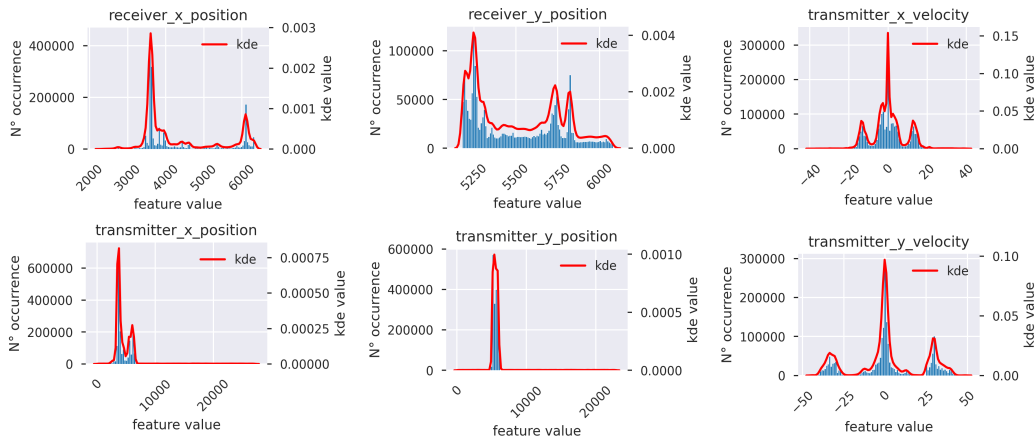 receiver_x_position
N° occurrence
400000
200000
0
0.003
0.002
0.001
0.000
kde value
kde
2000
3000
4000
5000
6000
feature value
receiver_y_position
N° occurrence
100000
50000
0
0.004
0.002
0.000
kde value
kde
5250
5500
5750
6000
feature value
transmitter_x_velocity
N° occurrence
300000
200000
100000
0
0.15
0.10
0.05
0.00
kde value
kde
−40
−20
0
20
40
feature value
transmitter_x_position
N° occurrence
600000
400000
200000
0
0.00075
0.00050
0.00025
0.00000
kde value
kde
0
10000
20000
feature value
transmitter_y_position
N° occurrence
600000
400000
200000
0
0.0010
0.0005
0.0000
kde value
kde
0
10000
20000
feature value
transmitter_y_velocity
N° occurrence
300000
200000
100000
0
0.10
0.05
0.00
kde value
kde
−50
−25
0
25
50
feature value